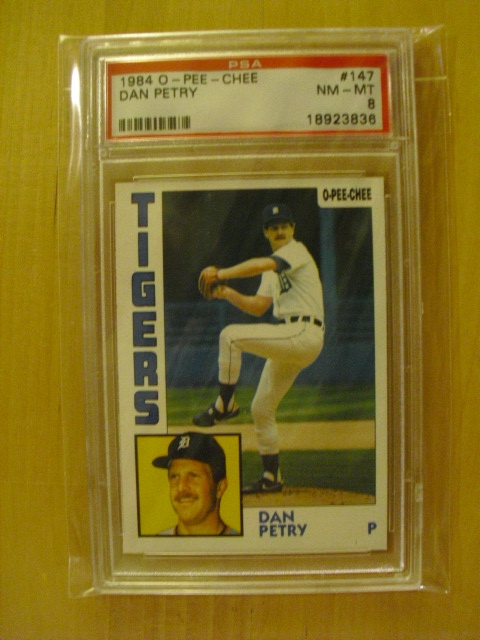 PSA
1984 O-PEE-CHEE #147
DAN PETRY NM-MT
8
18923836
O-PEE-CHEE
TIGERS
D
DAN
PETRY P